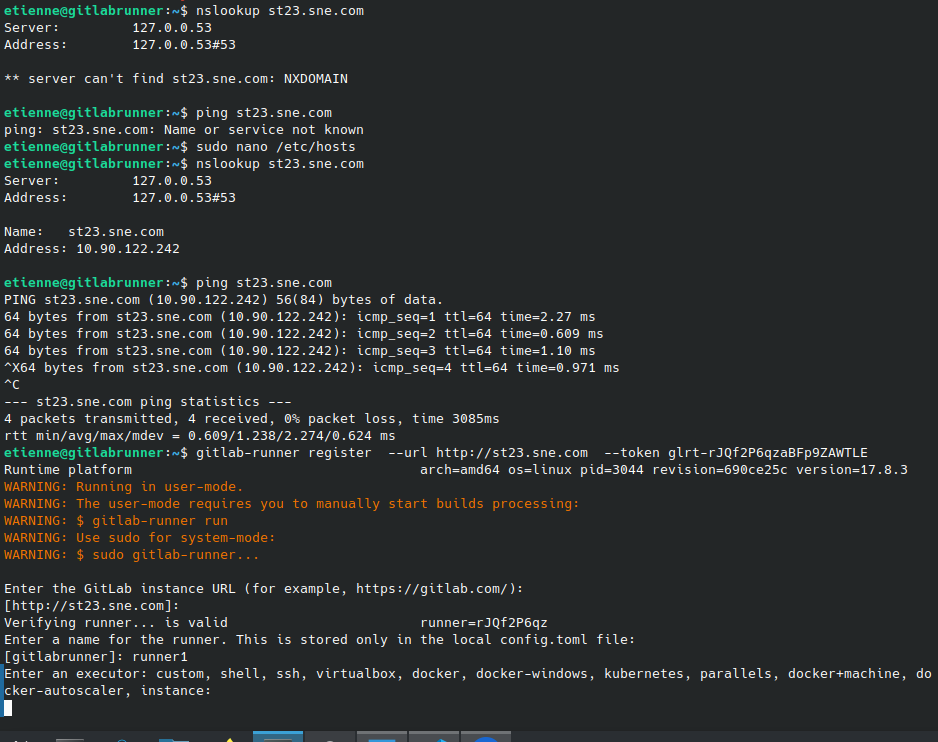 etienne@gitlabrunner:~$ nslookup st23.sne.com
Server:         127.0.0.53
Address:        127.0.0.53#53
** server can't find st23.sne.com: NXDOMAIN
etienne@gitlabrunner:~$ ping st23.sne.com
ping: st23.sne.com: Name or service not known
etienne@gitlabrunner:~$ sudo nano /etc/hosts
etienne@gitlabrunner:~$ nslookup st23.sne.com
Server:         127.0.0.53
Address:        127.0.0.53#53
Name:   st23.sne.com
Address: 10.90.122.242
etienne@gitlabrunner:~$ ping st23.sne.com
PING st23.sne.com (10.90.122.242) 56(84) bytes of data.
64 bytes from st23.sne.com (10.90.122.242): icmp_seq=1 ttl=64 time=2.27 ms
64 bytes from st23.sne.com (10.90.122.242): icmp_seq=2 ttl=64 time=0.609 ms
64 bytes from st23.sne.com (10.90.122.242): icmp_seq=3 ttl=64 time=1.10 ms
^X64 bytes from st23.sne.com (10.90.122.242): icmp_seq=4 ttl=64 time=0.971 ms
^C
--- st23.sne.com ping statistics ---
4 packets transmitted, 4 received, 0% packet loss, time 3085ms
rtt min/avg/max/mdev = 0.609/1.238/2.274/0.624 ms
etienne@gitlabrunner:~$ gitlab-runner register  --url http://st23.sne.com  --token glrt-rJQf2P6qzaBFp9ZAWTLE
Runtime platform                                    arch=amd64 os=linux pid=3044 revision=690ce25c version=17.8.3
WARNING: Running in user-mode.
WARNING: The user-mode requires you to manually start builds processing:
WARNING: $ gitlab-runner run
WARNING: Use sudo for system-mode:
WARNING: $ sudo gitlab-runner...
Enter the GitLab instance URL (for example, https://gitlab.com/):
[http://st23.sne.com]:
Verifying runner... is valid                        runner=rJQf2P6qz
Enter a name for the runner. This is stored only in the local config.toml file:
[gitlabrunner]: runner1
Enter an executor: custom, shell, ssh, virtualbox, docker, docker-windows, kubernetes, parallels, docker+machine, do
cker-autoscaler, instance: